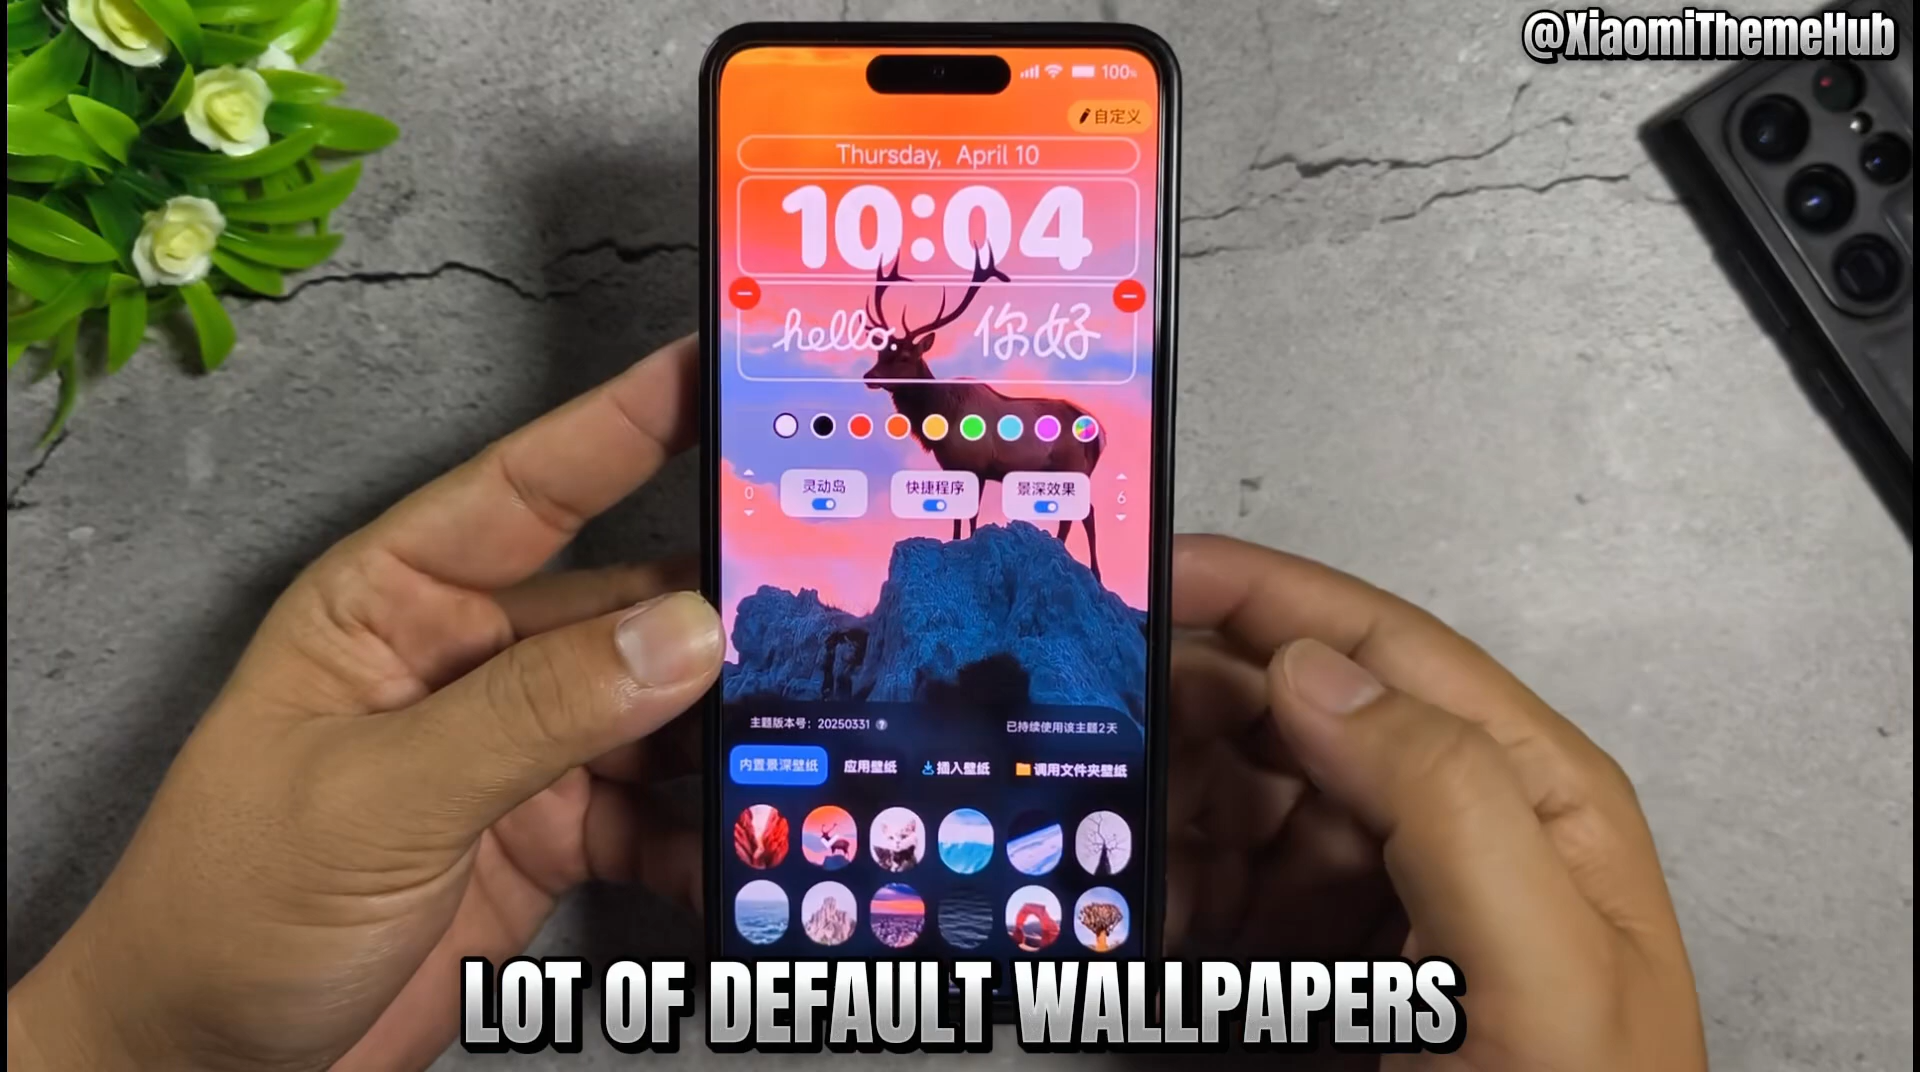 @XiaomiThemeHub
100%
自定义
Thursday, April 10
10:04
hello. 你好
0 灵动岛 快捷程序 景深效果 6
主题版本号：20250331 ? 已持续使用该主题2天
内置景深壁纸 应用壁纸 插入壁纸 调用文件夹壁纸
LOT OF DEFAULT WALLPAPERS